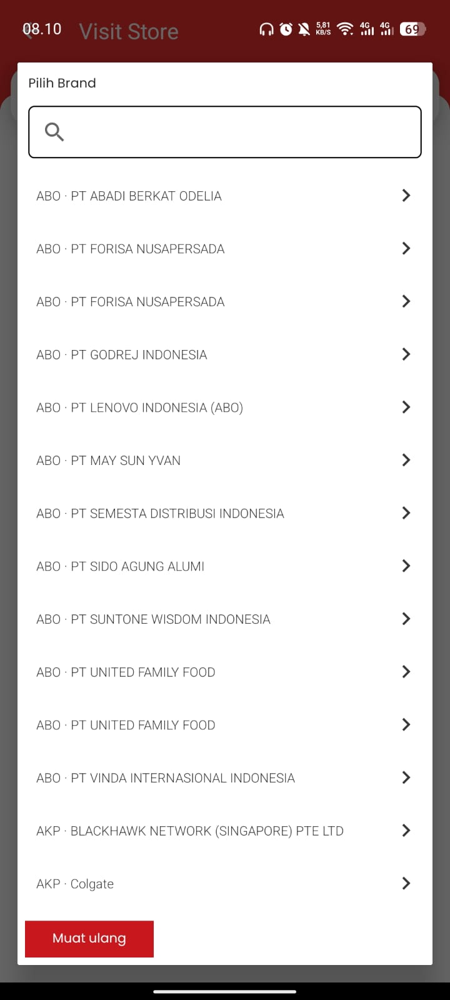 08.10
Visit Store
5,81
KB/S
4G
4G
69
Pilih Brand
ABO · PT ABADI BERKAT ODELIA
ABO · PT FORISA NUSAPERSADA
ABO · PT FORISA NUSAPERSADA
ABO · PT GODREJ INDONESIA
ABO · PT LENOVO INDONESIA (ABO)
ABO · PT MAY SUN YVAN
ABO · PT SEMESTA DISTRIBUSI INDONESIA
ABO · PT SIDO AGUNG ALUMI
ABO · PT SUNTONE WISDOM INDONESIA
ABO · PT UNITED FAMILY FOOD
ABO · PT UNITED FAMILY FOOD
ABO · PT VINDA INTERNASIONAL INDONESIA
AKP · BLACKHAWK NETWORK (SINGAPORE) PTE LTD
AKP · Colgate
Muat ulang